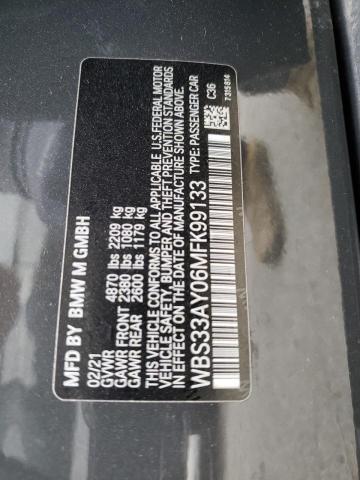 MFD BY BMW M GMBH
02/21
GVWR 4870 lbs 2209 kg
GAWR FRONT 2380 lbs 1080 kg
GAWR REAR 2600 lbs 1179 kg
THIS VEHICLE CONFORMS TO ALL APPLICABLE U.S.FEDERAL MOTOR
VEHICLE SAFETY, BUMPER AND THEFT PREVENTION STANDARDS
IN EFFECT ON THE DATE OF MANUFACTURE SHOWN ABOVE.
WBS33AY06MFK99133 TYPE: PASSENGER CAR
C36
7315614